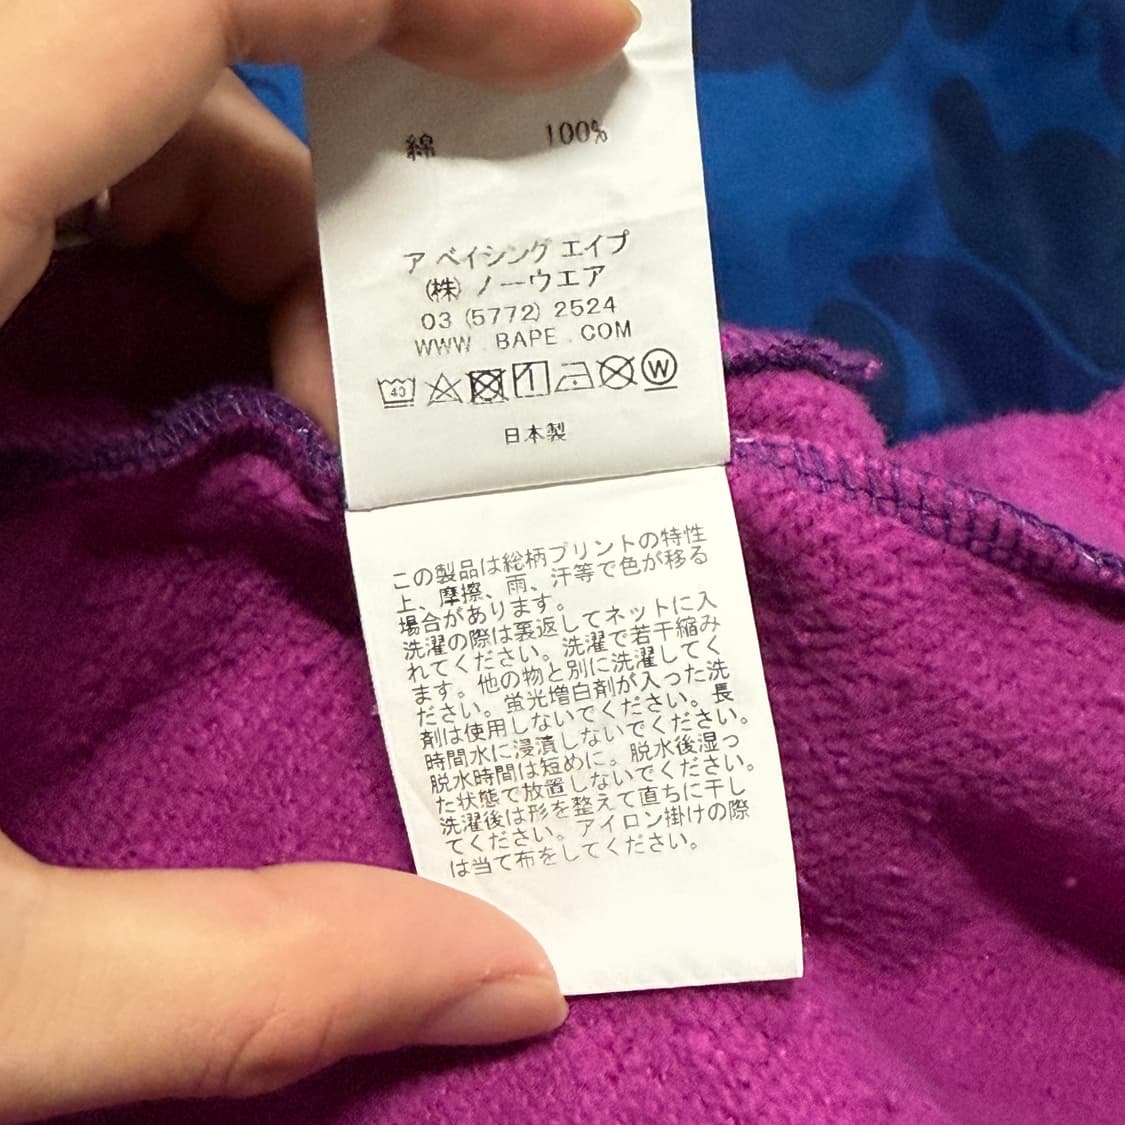 綿 100%
ア ベイシング エイプ
(株) ノーウエア
03 (5772) 2524
WWW . BAPE . COM
40 W
日本製
この製品は総柄プリントの特性
上、摩擦、雨、汗等で色が移る
場合があります。
洗濯の際は裏返してネットに入
れてください。洗濯で若干縮み
ます。他の物と別に洗濯してく
ださい。蛍光増白剤が入った洗
剤は使用しないでください。長
時間水に浸漬しないでください。
脱水時間は短めに。脱水後湿っ
た状態で放置しないでください。
洗濯後は形を整えて直ちに干し
てください。アイロン掛けの際
は当て布をしてください。